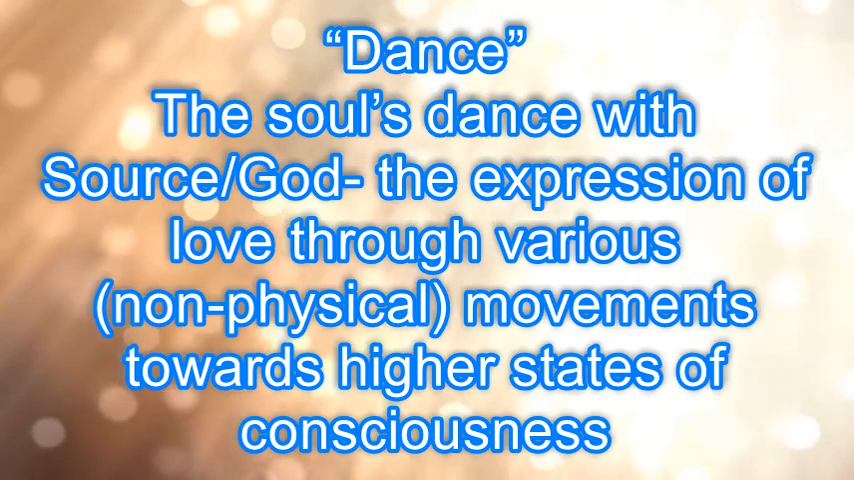 “Dance”
The soul’s dance with
Source/God- the expression of
love through various
(non-physical) movements
towards higher states of
consciousness